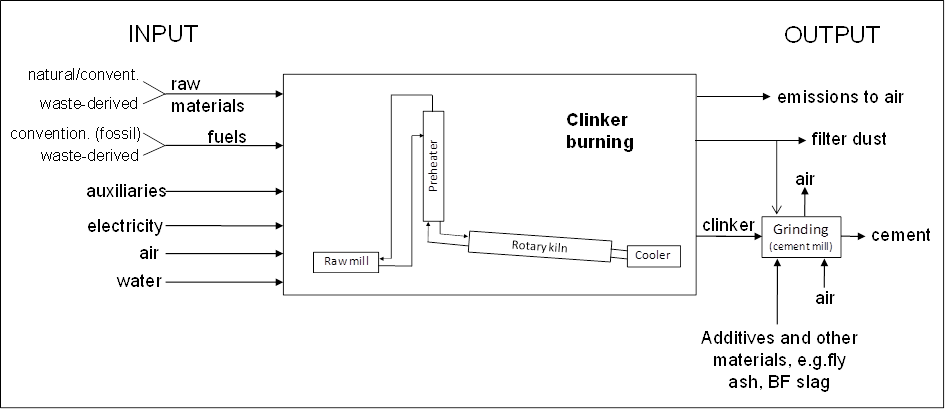 INPUT
OUTPUT
natural/convent.
waste-derived
raw
materials
convention. (fossil)
waste-derived
fuels
auxiliaries
electricity
air
water
Clinker
burning
Preheater
Raw mill
Rotary kiln
Cooler
emissions to air
filter dust
air
clinker
Grinding
(cement mill)
cement
air
Additives and other
materials, e.g.fly
ash, BF slag